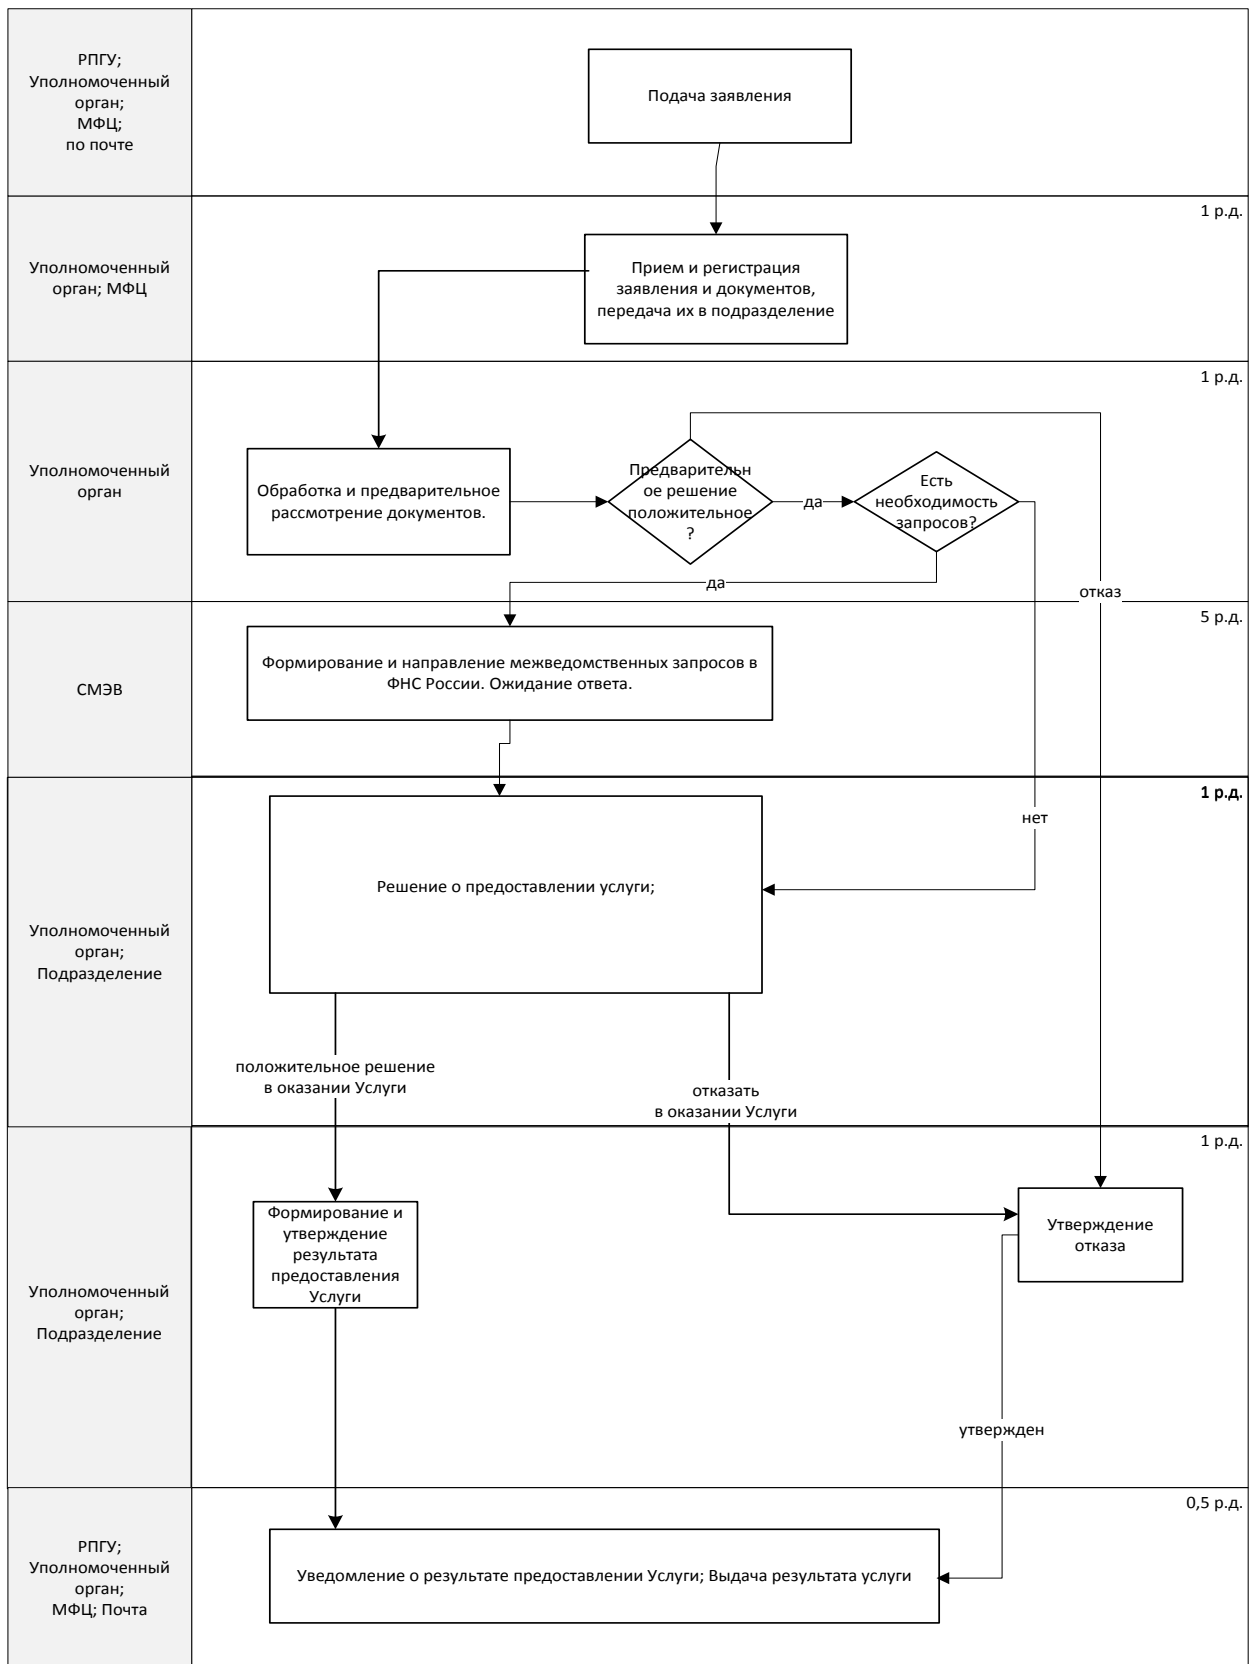 РПГУ;
Уполномоченный
орган;
МФЦ;
по почте
Подача заявления
1 р.д.
Уполномоченный
орган; МФЦ
Прием и регистрация
заявления и документов,
передача их в подразделение
1 р.д.
Уполномоченный
орган
Обработка и предварительное
рассмотрение документов.
Предварительн
ое решение
положительное
?
да
Есть
необходимость
запросов?
да
отказ
5 р.д.
СМЭВ
Формирование и направление межведомственных запросов в
ФНС России. Ожидание ответа.
1 р.д.
нет
Уполномоченный
орган;
Подразделение
Решение о предоставлении услуги;
положительное решение
в оказании Услуги
отказать
в оказании Услуги
1 р.д.
Уполномоченный
орган;
Подразделение
Формирование и
утверждение
результата
предоставления
Услуги
Утверждение
отказа
утвержден
0,5 р.д.
РПГУ;
Уполномоченный
орган;
МФЦ; Почта
Уведомление о результате предоставлении Услуги; Выдача результата услуги